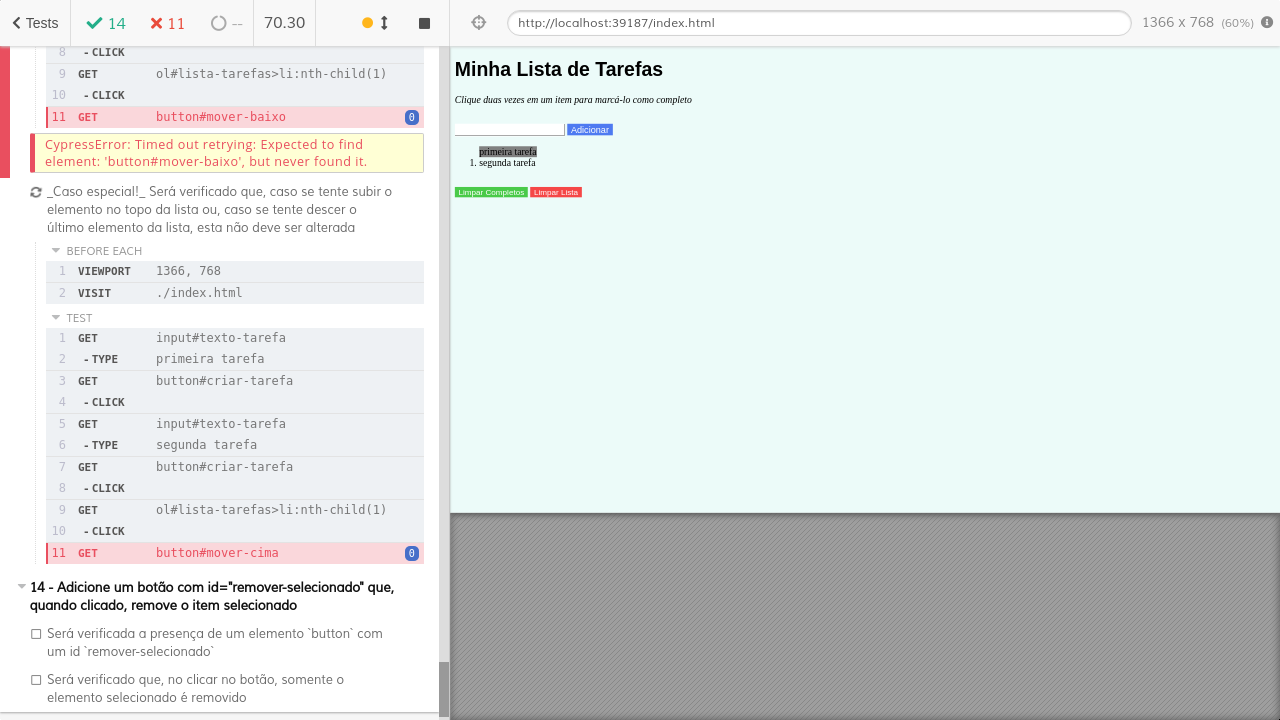 Tests
14
11
--
70.30
8 - CLICK
9 GET ol#lista-tarefas>li:nth-child(1)
10 - CLICK
11 GET button#mover-baixo 0
CypressError: Timed out retrying: Expected to find
element: 'button#mover-baixo', but never found it.
_Caso especial!_ Será verificado que, caso se tente subir o
elemento no topo da lista ou, caso se tente descer o
último elemento da lista, esta não deve ser alterada
BEFORE EACH
1 VIEWPORT 1366, 768
2 VISIT ./index.html
TEST
1 GET input#texto-tarefa
2 - TYPE primeira tarefa
3 GET button#criar-tarefa
4 - CLICK
5 GET input#texto-tarefa
6 - TYPE segunda tarefa
7 GET button#criar-tarefa
8 - CLICK
9 GET ol#lista-tarefas>li:nth-child(1)
10 - CLICK
11 GET button#mover-cima 0
14 - Adicione um botão com id="remover-selecionado" que,
quando clicado, remove o item selecionado
Será verificada a presença de um elemento `button` com
um id `remover-selecionado`
Será verificado que, no clicar no botão, somente o
elemento selecionado é removido
http://localhost:39187/index.html
1366 x 768 (60%)
Minha Lista de Tarefas
Clique duas vezes em um item para marcá-lo como completo
Adicionar
primeira tarefa
1. segunda tarefa
Limpar Completos Limpar Lista